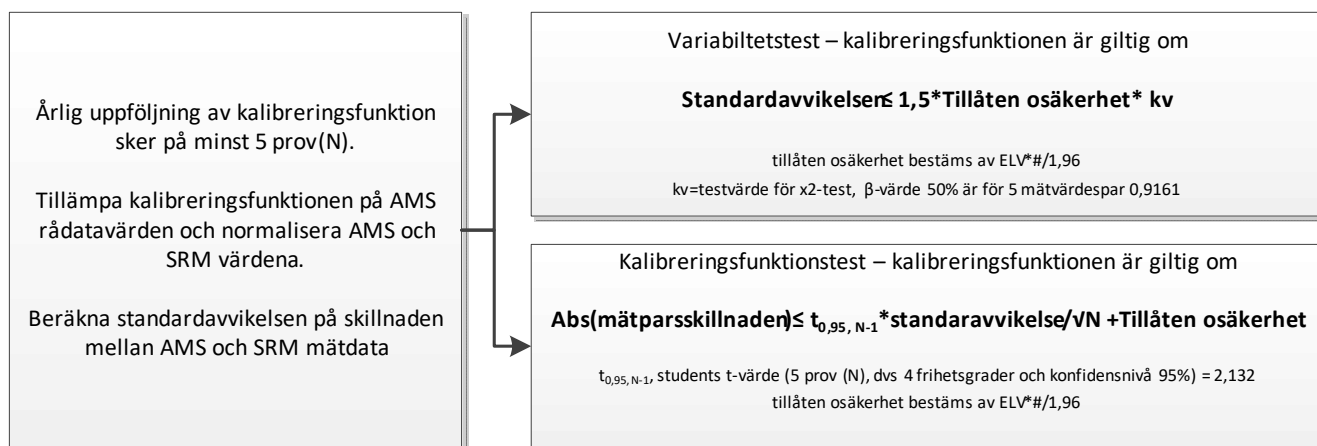 Årlig uppföljning av kalibreringsfunktion
sker på minst 5 prov(N).
Tillämpa kalibreringsfunktionen på AMS
rådatavärden och normalisera AMS och
SRM värdena.
Beräkna standardavvikelsen på skillnaden
mellan AMS och SRM mätdata
Variabiltetstest – kalibreringsfunktionen är giltig om
Standardavvikelsen≤ 1,5*Tillåten osäkerhet* kv
tillåten osäkerhet bestäms av ELV*#/1,96
kv=testvärde för x2-test, β-värde 50% är för 5 mätvärdespar 0,9161
Kalibreringsfunktionstest – kalibreringsfunktionen är giltig om
Abs(mätparsskillnaden)≤ t0,95, N-1*standaravvikelse/√N +Tillåten osäkerhet
t0,95, N-1, students t-värde (5 prov (N), dvs 4 frihetsgrader och konfidensnivå 95%) = 2,132
tillåten osäkerhet bestäms av ELV*#/1,96